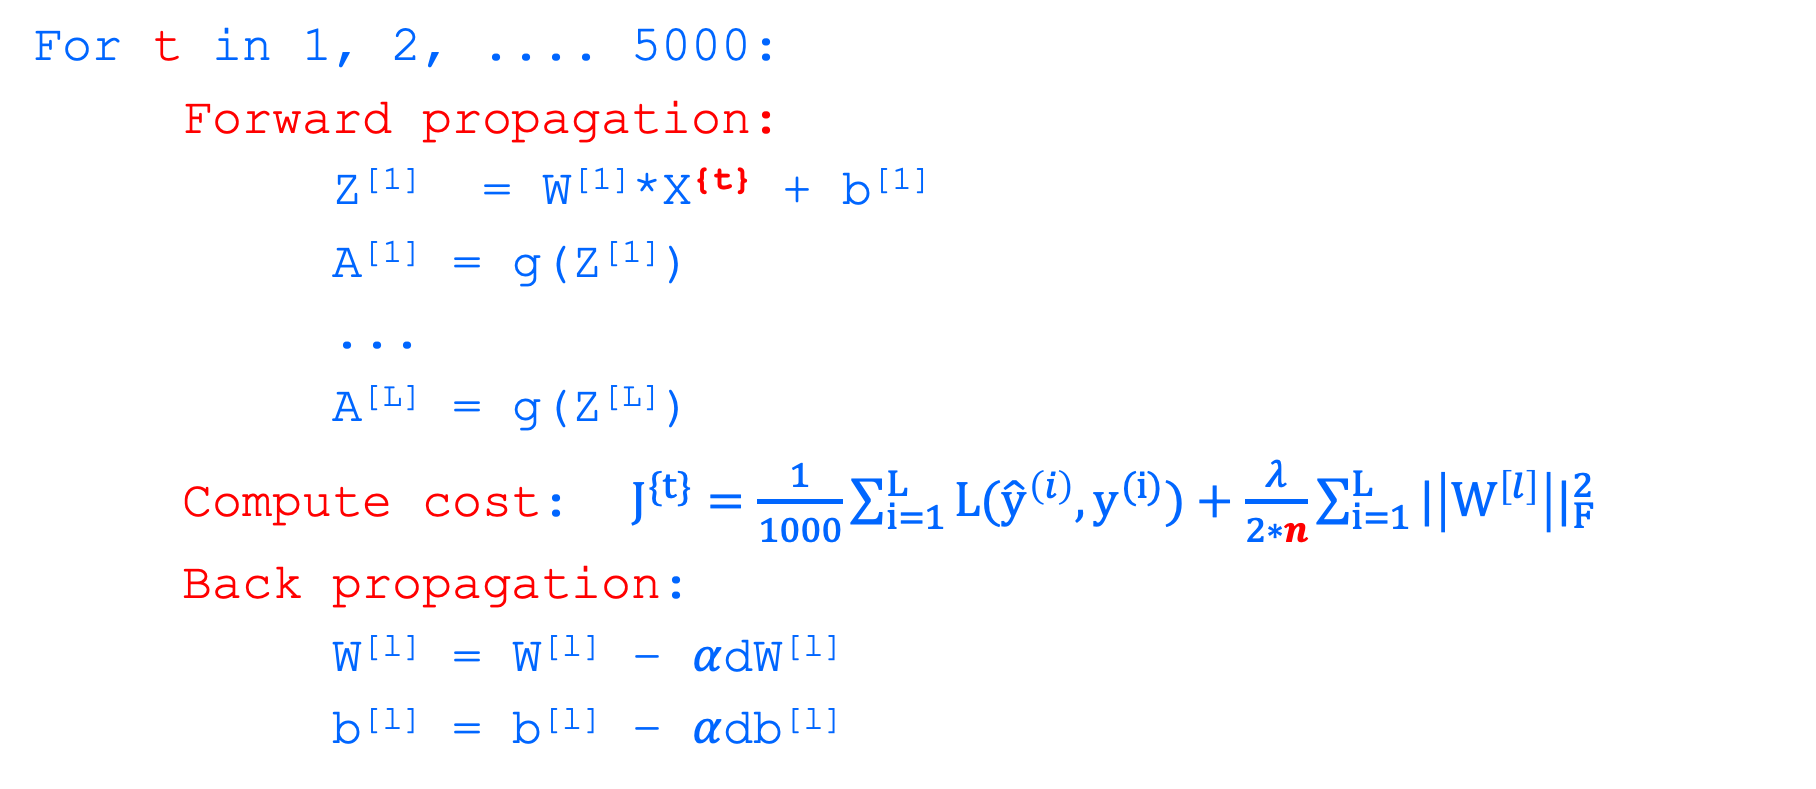 For t in 1, 2, .... 5000:
Forward propagation:
Z^[1] = W^[1]*X^{t} + b^[1]
A^[1] = g(Z^[1])
...
A^[L] = g(Z^[L])
Compute cost: J^{t} = 1/1000 ∑_{i=1}^{L} L(ŷ^(i), y^(i)) + λ/(2*n) ∑_{i=1}^{L} ||W^[l]||_F^2
Back propagation:
W^[l] = W^[l] - αdW^[l]
b^[l] = b^[l] - αdb^[l]